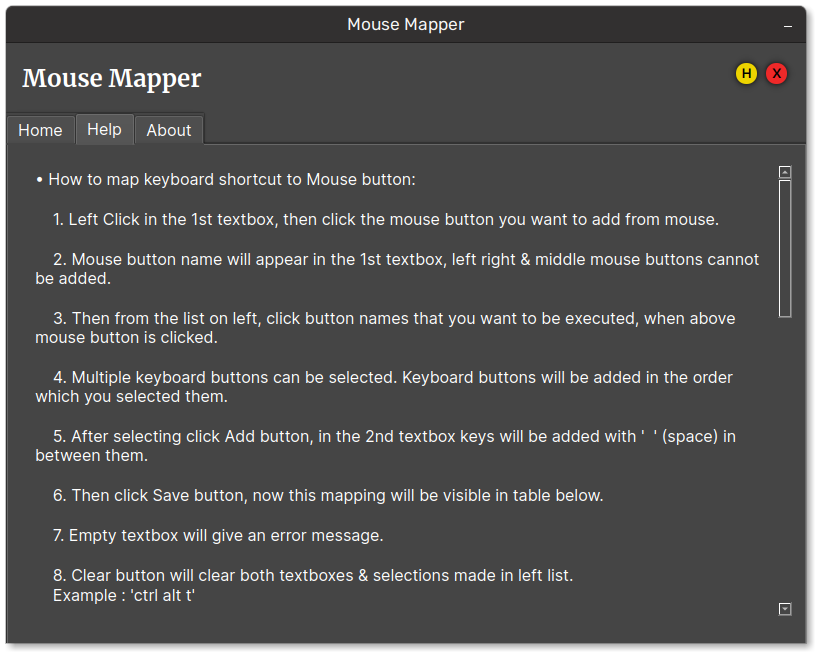 Mouse Mapper
Mouse Mapper
H X
Home Help About
• How to map keyboard shortcut to Mouse button:
1. Left Click in the 1st textbox, then click the mouse button you want to add from mouse.
2. Mouse button name will appear in the 1st textbox, left right & middle mouse buttons cannot
be added.
3. Then from the list on left, click button names that you want to be executed, when above
mouse button is clicked.
4. Multiple keyboard buttons can be selected. Keyboard buttons will be added in the order
which you selected them.
5. After selecting click Add button, in the 2nd textbox keys will be added with '  ' (space) in
between them.
6. Then click Save button, now this mapping will be visible in table below.
7. Empty textbox will give an error message.
8. Clear button will clear both textboxes & selections made in left list.
Example : 'ctrl alt t'